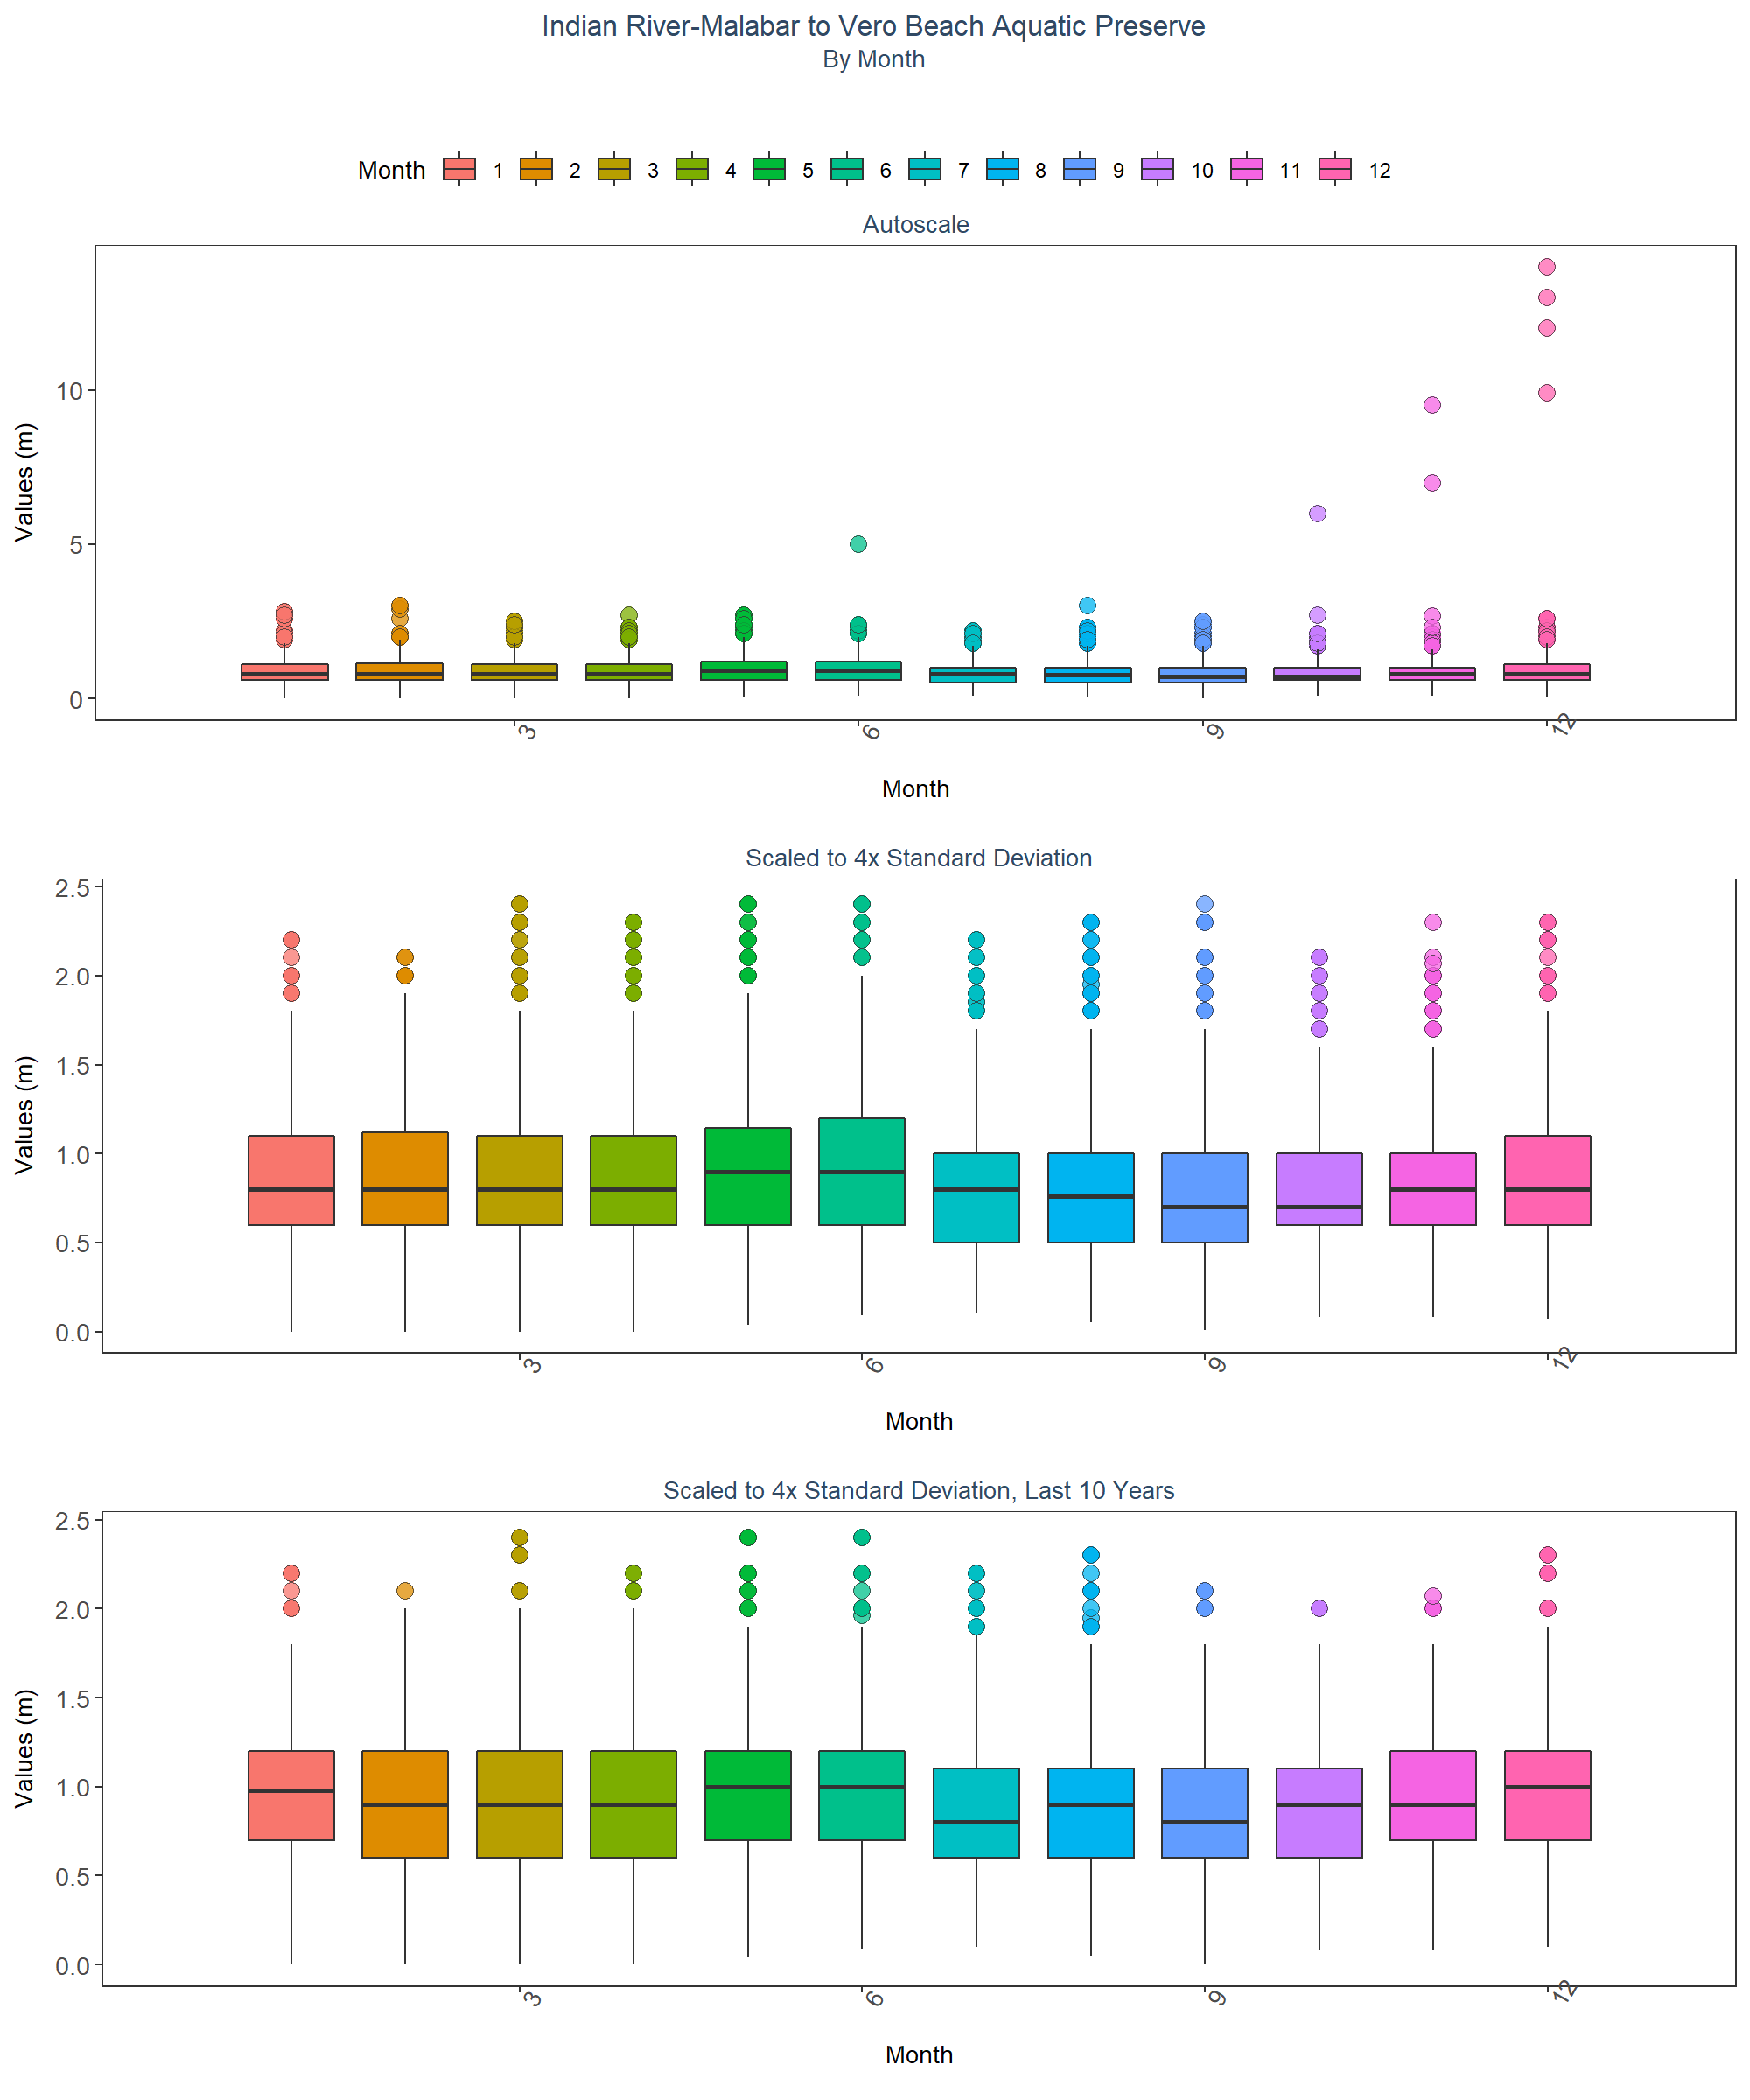 Indian River-Malabar to Vero Beach Aquatic Preserve
By Month
Month 1 2 3 4 5 6 7 8 9 10 11 12
Autoscale
Values (m)
10
5
0
3 6 9 12
Month
Scaled to 4x Standard Deviation
Values (m)
2.5
2.0
1.5
1.0
0.5
0.0
3 6 9 12
Month
Scaled to 4x Standard Deviation, Last 10 Years
Values (m)
2.5
2.0
1.5
1.0
0.5
0.0
3 6 9 12
Month